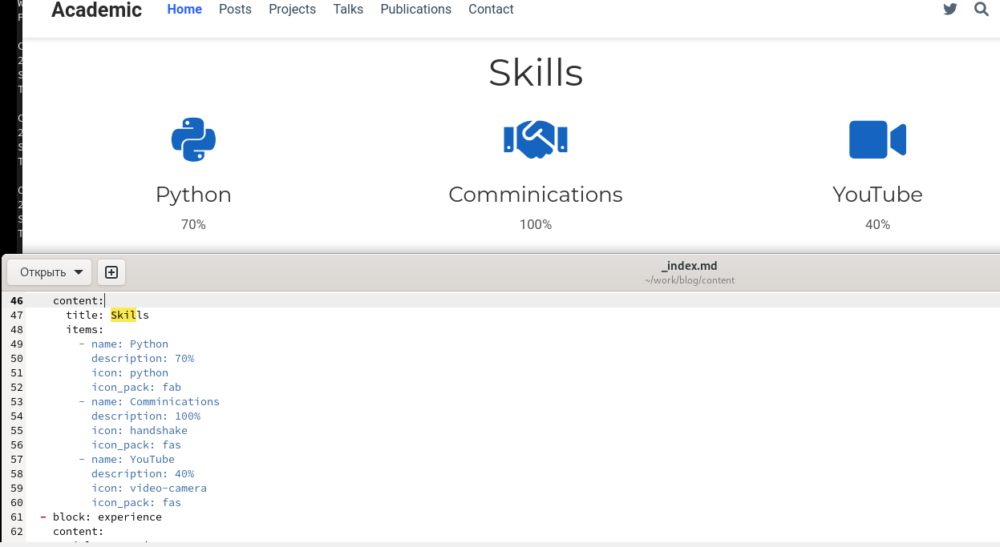 Academic Home Posts Projects Talks Publications Contact
Skills
Python Comminications YouTube
70% 100% 40%
Открыть _index.md
~/work/blog/content
46 content:
47 title: Skills
48 items:
49 - name: Python
50 description: 70%
51 icon: python
52 icon_pack: fab
53 - name: Comminications
54 description: 100%
55 icon: handshake
56 icon_pack: fas
57 - name: YouTube
58 description: 40%
59 icon: video-camera
60 icon_pack: fas
61 - block: experience
62 content: